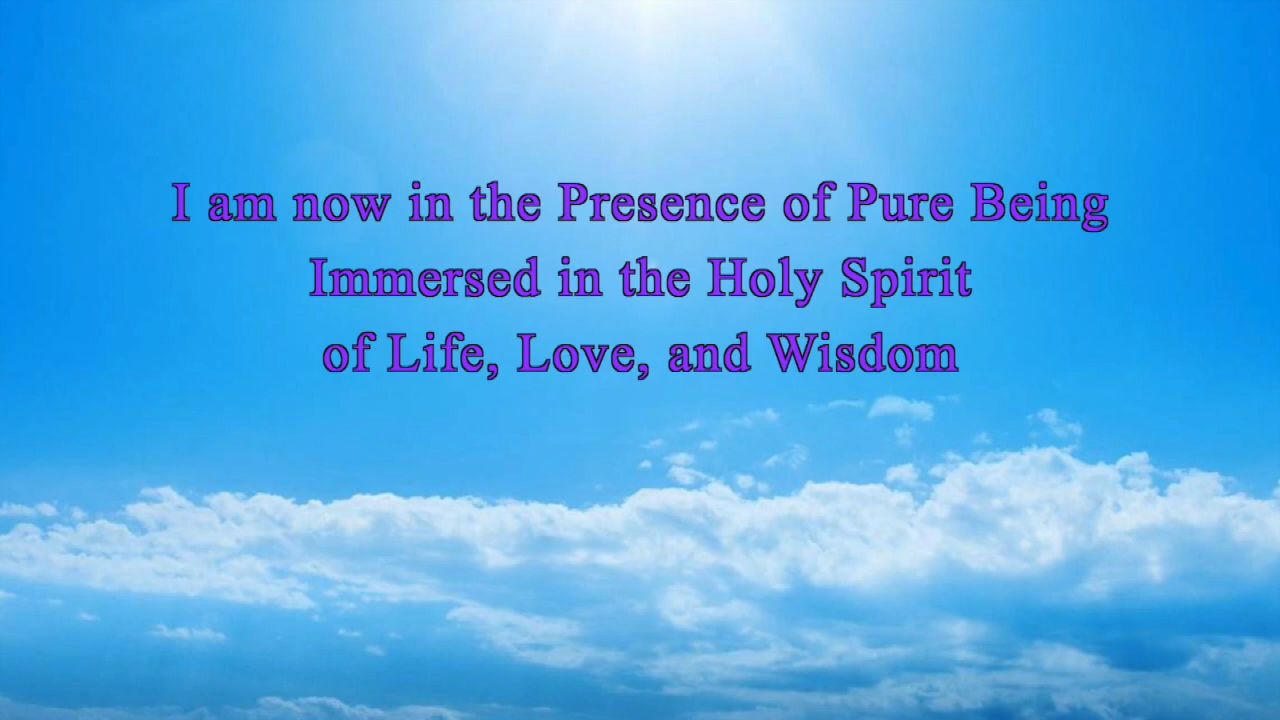 I am now in the Presence of Pure Being
Immersed in the Holy Spirit
of Life, Love, and Wisdom